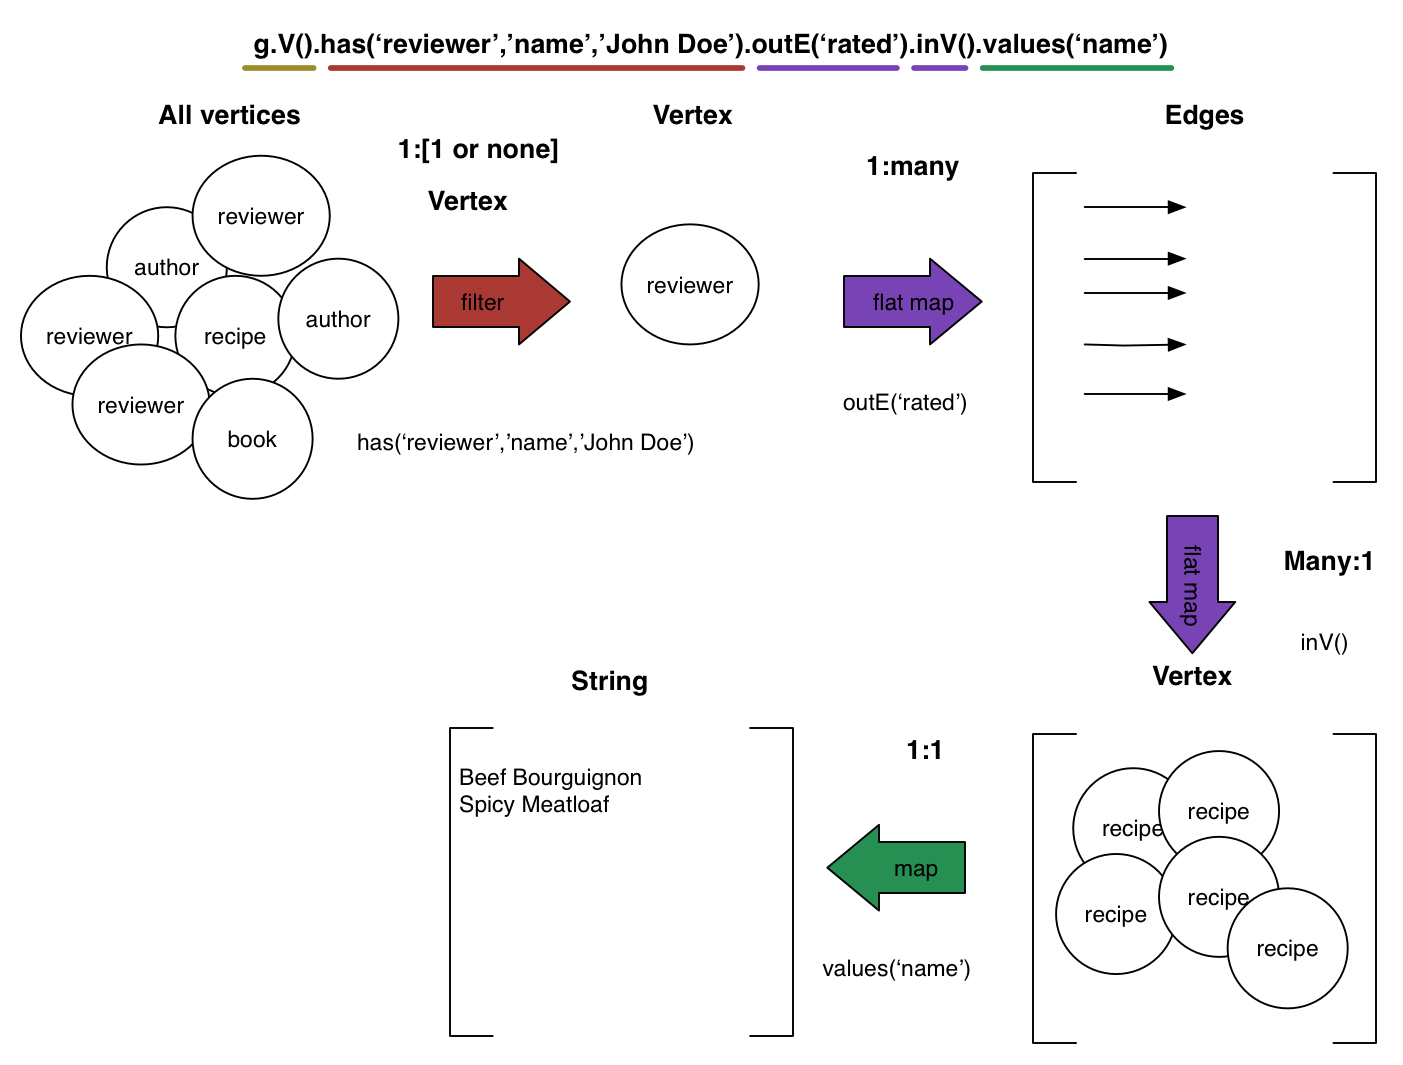 g.V().has(‘reviewer’,’name’,’John Doe’).outE(‘rated’).inV().values(‘name’)
All vertices
Vertex
Edges
1:[1 or none]
1:many
Vertex
reviewer
author
reviewer
recipe
author
reviewer
book
filter
reviewer
flat map
outE(‘rated’)
has(‘reviewer’,’name’,’John Doe’)
flat map
Many:1
inV()
Vertex
String
1:1
Beef Bourguignon
Spicy Meatloaf
map
values(‘name’)
recipe
recipe
recipe
recipe
recipe